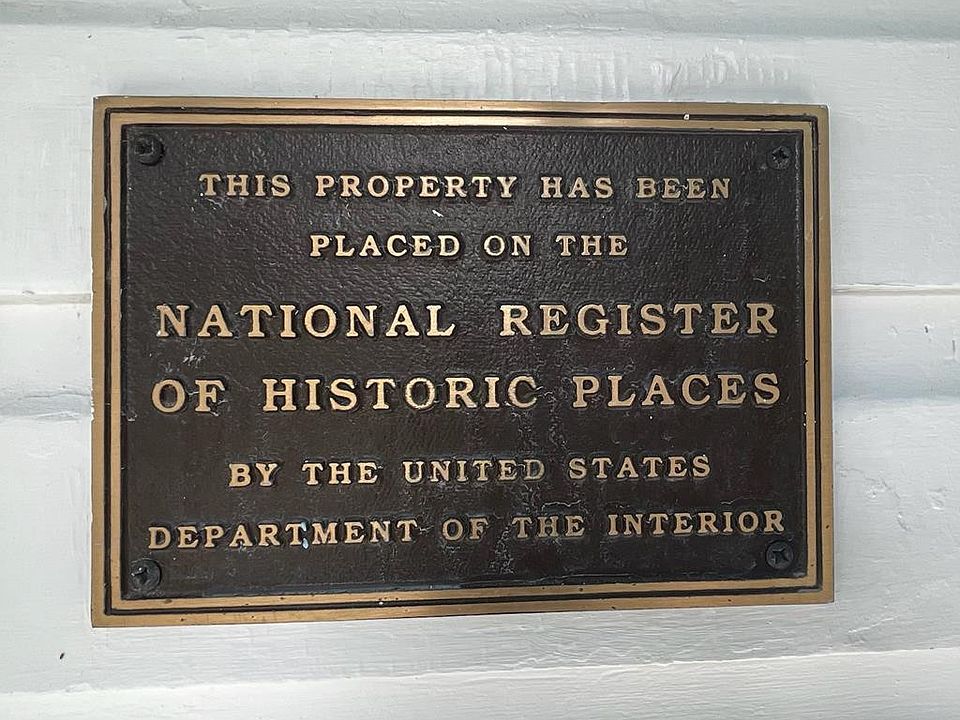 THIS PROPERTY HAS BEEN
PLACED ON THE
NATIONAL REGISTER
OF HISTORIC PLACES
BY THE UNITED STATES
DEPARTMENT OF THE INTERIOR